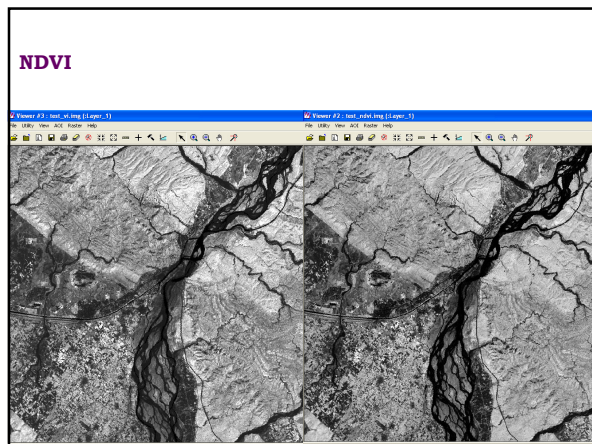 NDVI
Viewer #3 : test_vi.img (:Layer_1)
File Utility View AOI Raster Help
Viewer #2 : test_ndvi.img (:Layer_1)
File Utility View AOI Raster Help